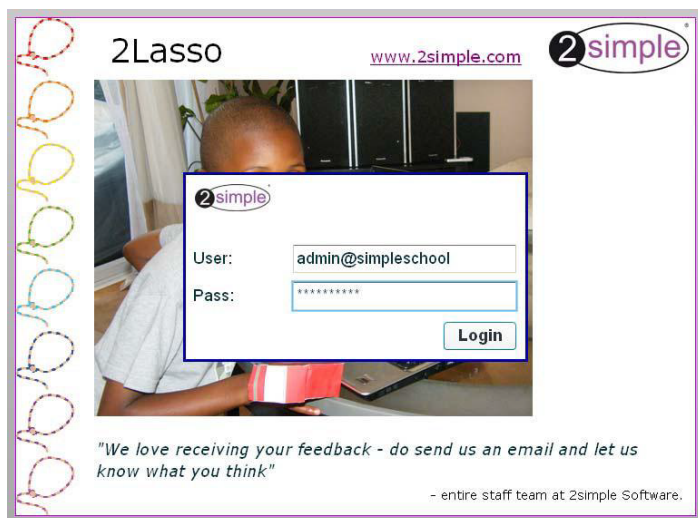 2Lasso
www.2simple.com
2simple
2simple
User: admin@simpleschool
Pass: **********
Login
"We love receiving your feedback - do send us an email and let us
know what you think"
- entire staff team at 2simple Software.